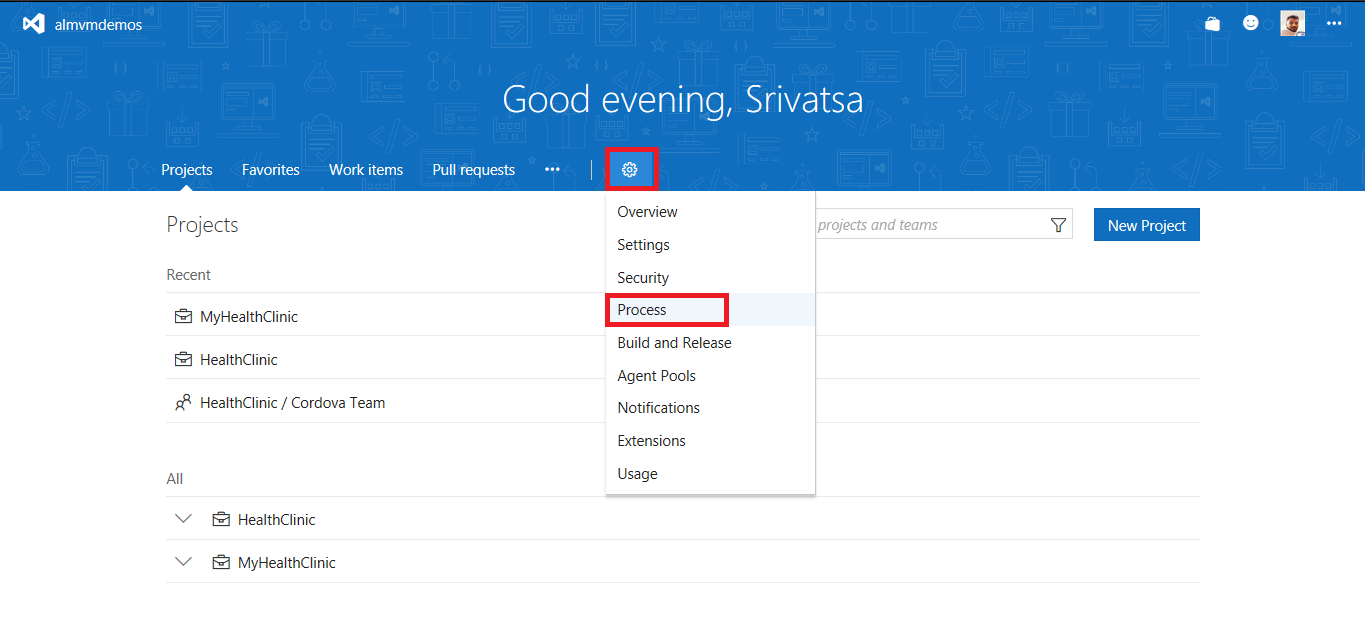 almvmdemos
Good evening, Srivatsa
Projects Favorites Work items Pull requests
Overview
Settings
Security
Process
Build and Release
Agent Pools
Notifications
Extensions
Usage
Projects
projects and teams
New Project
Recent
MyHealthClinic
HealthClinic
HealthClinic / Cordova Team
All
HealthClinic
MyHealthClinic